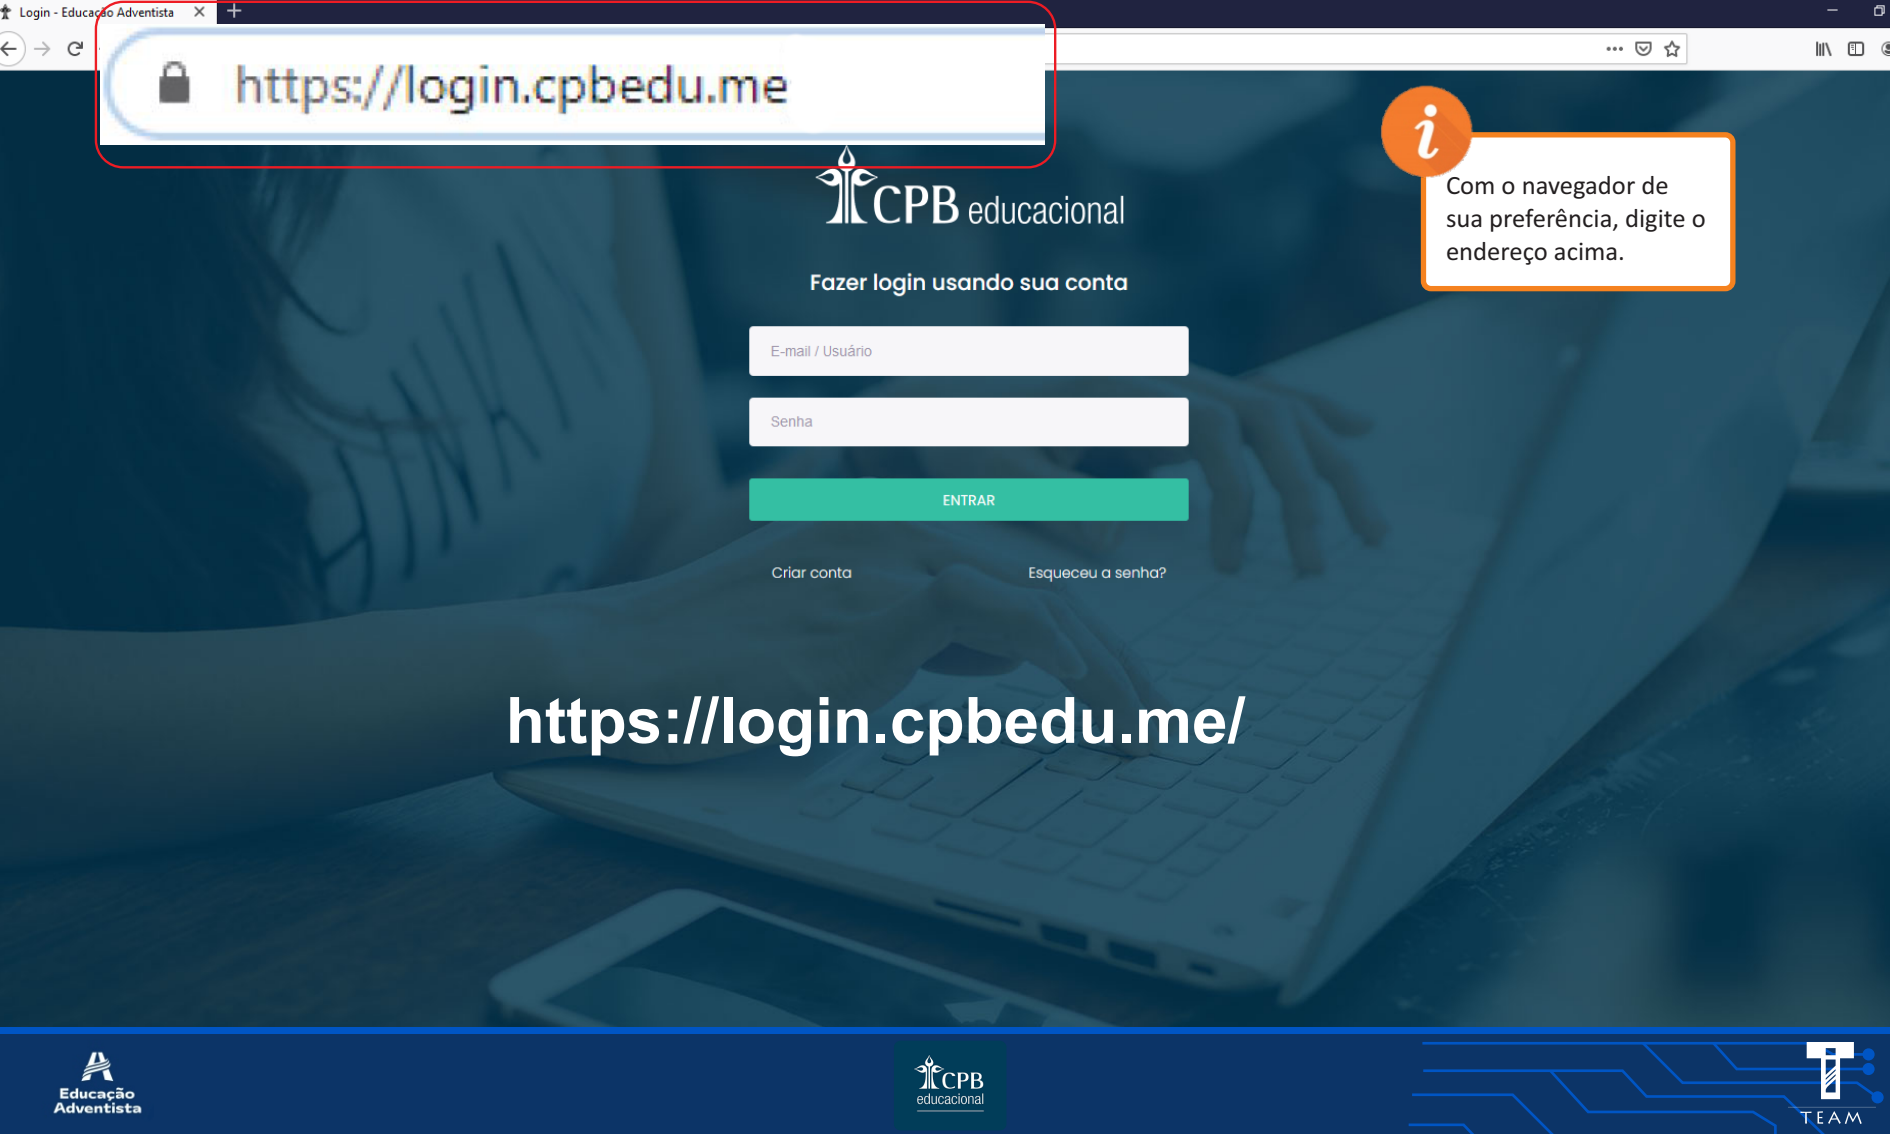 Login - Educação Adventista
https://login.cpbedu.me
CPB educacional
Com o navegador de
sua preferência, digite o
endereço acima.
Fazer login usando sua conta
E-mail / Usuário
Senha
ENTRAR
Criar conta
Esqueceu a senha?
https://login.cpbedu.me/
Educação
Adventista
CPB
educacional
TEAM